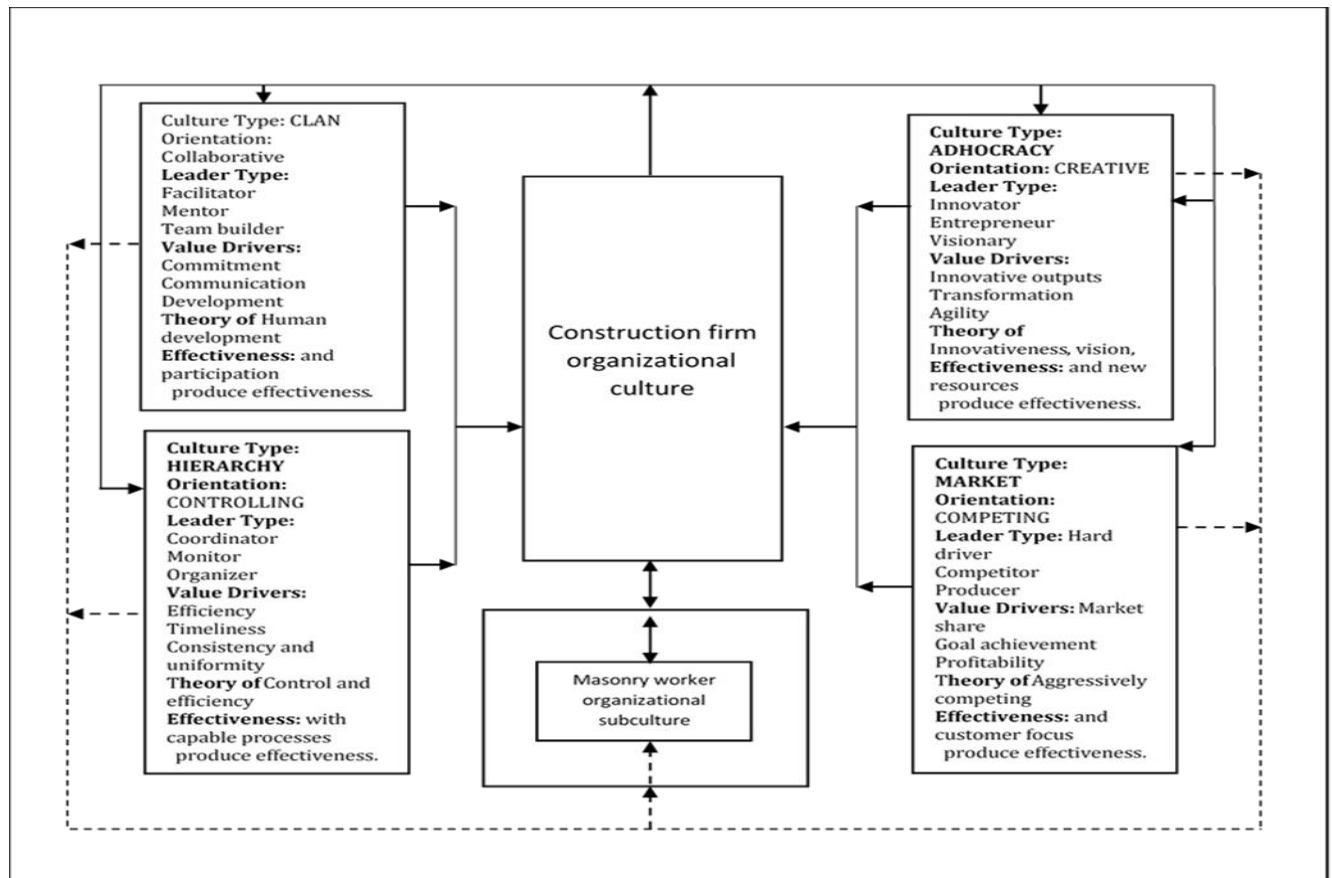 Culture Type: CLAN
Orientation:
Collaborative
Leader Type:
Facilitator
Mentor
Team builder
Value Drivers:
Commitment
Communication
Development
Theory of Human
development
Effectiveness: and
participation
produce effectiveness.
Culture Type:
HIERARCHY
Orientation:
CONTROLLING
Leader Type:
Coordinator
Monitor
Organizer
Value Drivers:
Efficiency
Timeliness
Consistency and
uniformity
Theory of Control and
efficiency
Effectiveness: with
capable processes
produce effectiveness.
Construction firm
organizational
culture
Masonry worker
organizational
subculture
Culture Type:
ADHOCRACY
Orientation: CREATIVE
Leader Type:
Innovator
Entrepreneur
Visionary
Value Drivers:
Innovative outputs
Transformation
Agility
Theory of
Innovativeness, vision,
Effectiveness: and new
resources
produce effectiveness.
Culture Type:
MARKET
Orientation:
COMPETING
Leader Type: Hard
driver
Competitor
Producer
Value Drivers: Market
share
Goal achievement
Profitability
Theory of Aggressively
competing
Effectiveness: and
customer focus
produce effectiveness.